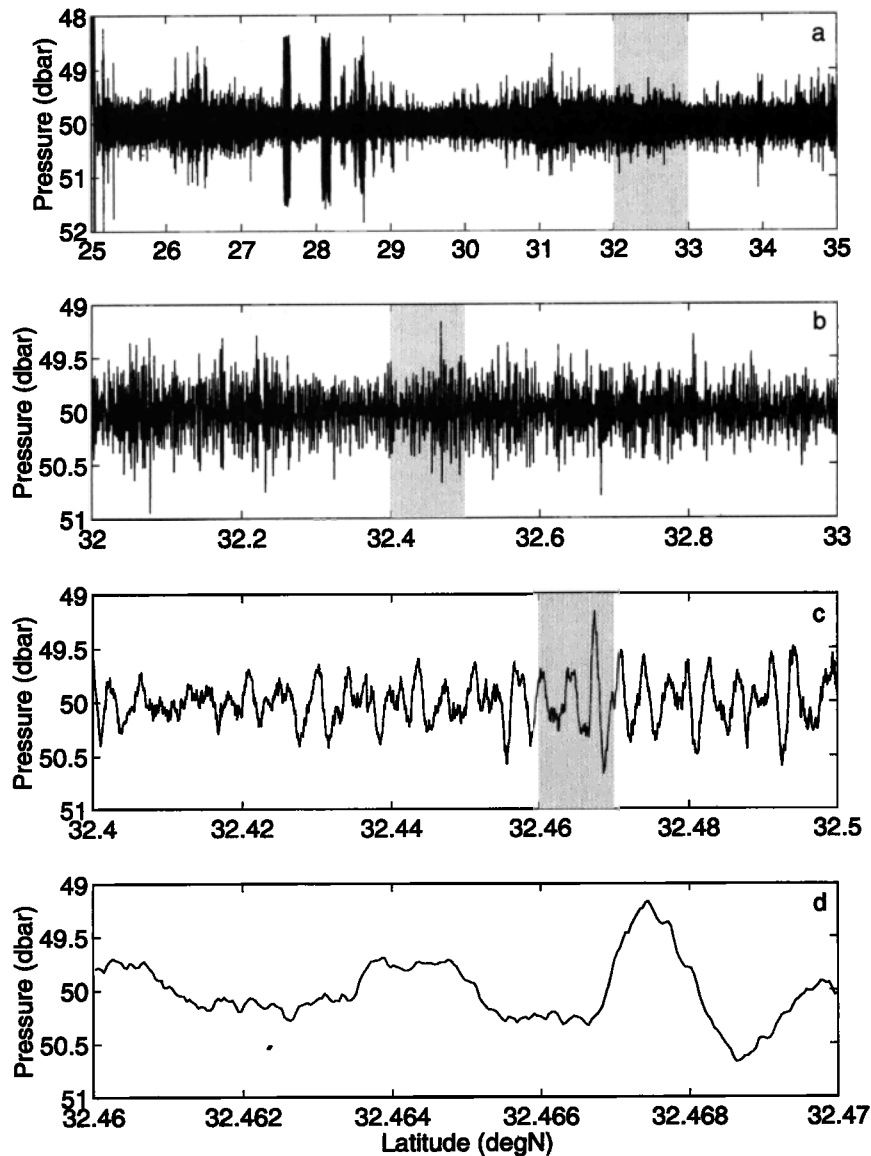 a
Pressure (dbar)
48
49
50
51
52
25 26 27 28 29 30 31 32 33 34 35
b
Pressure (dbar)
49
49.5
50
50.5
51
32 32.2 32.4 32.6 32.8 33
c
Pressure (dbar)
49
49.5
50
50.5
51
32.4 32.42 32.44 32.46 32.48 32.5
d
Pressure (dbar)
49
49.5
50
50.5
51
32.46 32.462 32.464 32.466 32.468 32.47
Latitude (degN)